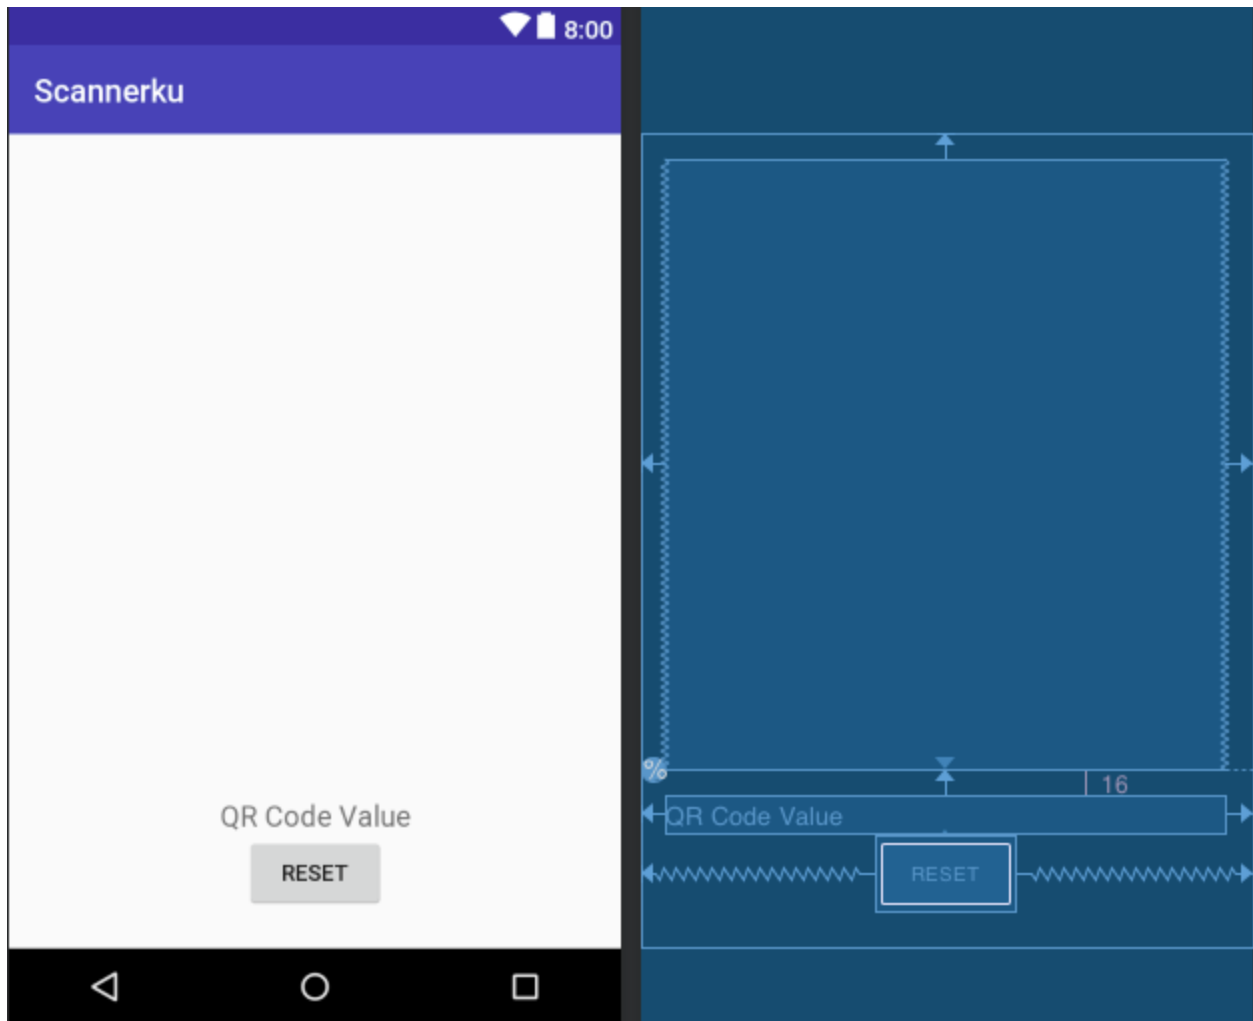 8:00
Scannerku
QR Code Value
RESET
%
16
QR Code Value
RESET